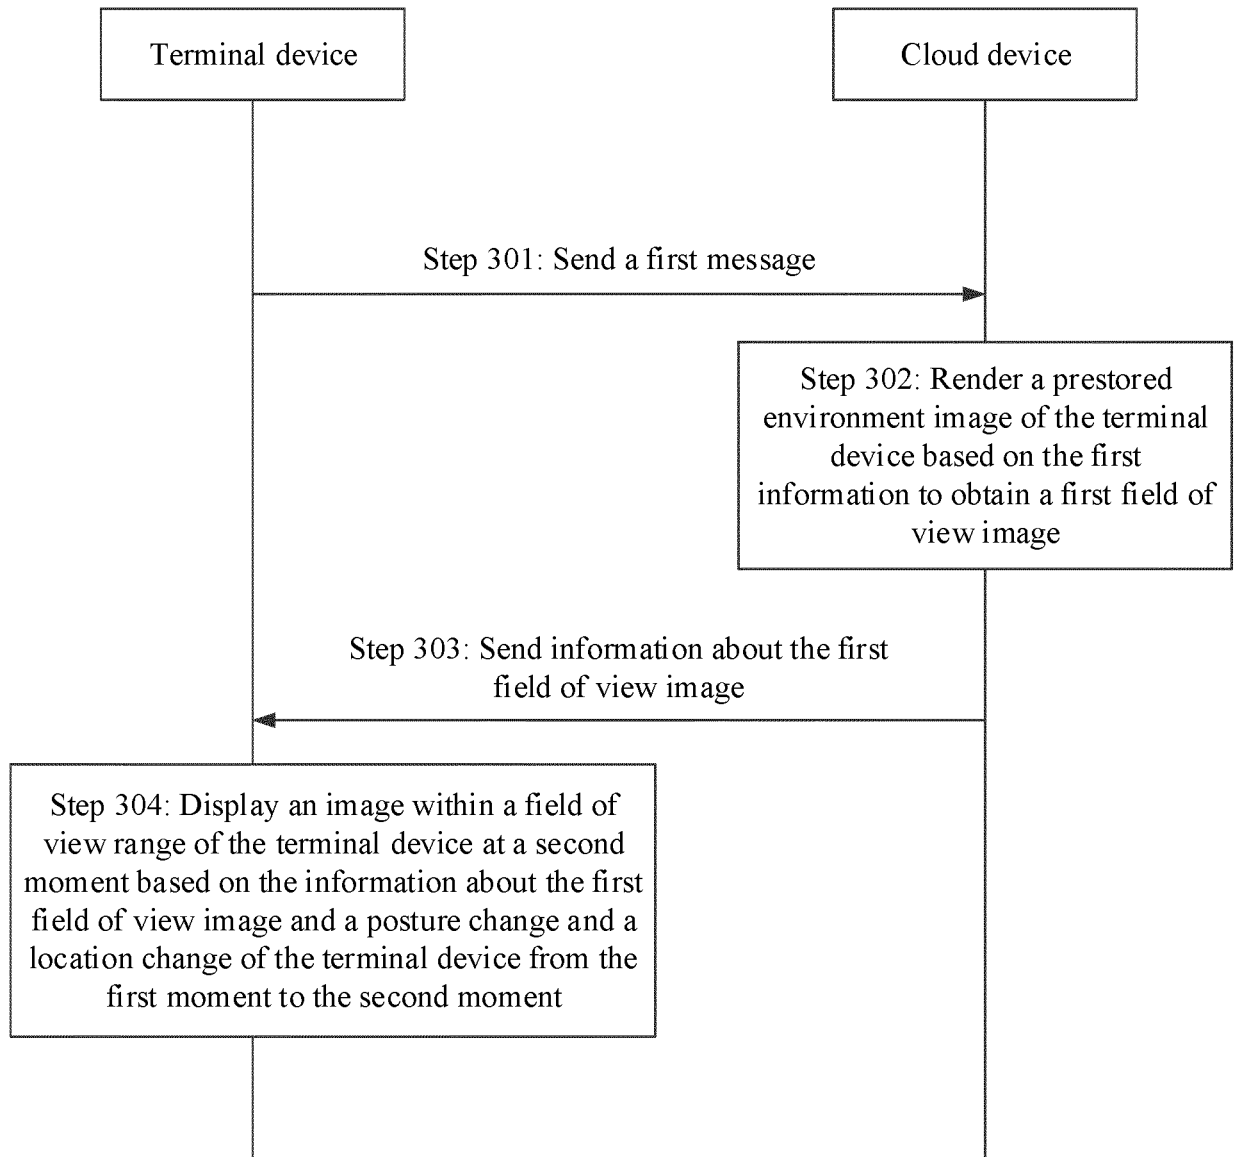 Terminal device
Cloud device
Step 301: Send a first message
Step 302: Render a prestored
environment image of the terminal
device based on the first
information to obtain a first field of
view image
Step 303: Send information about the first
field of view image
Step 304: Display an image within a field of
view range of the terminal device at a second
moment based on the information about the first
field of view image and a posture change and a
location change of the terminal device from the
first moment to the second moment